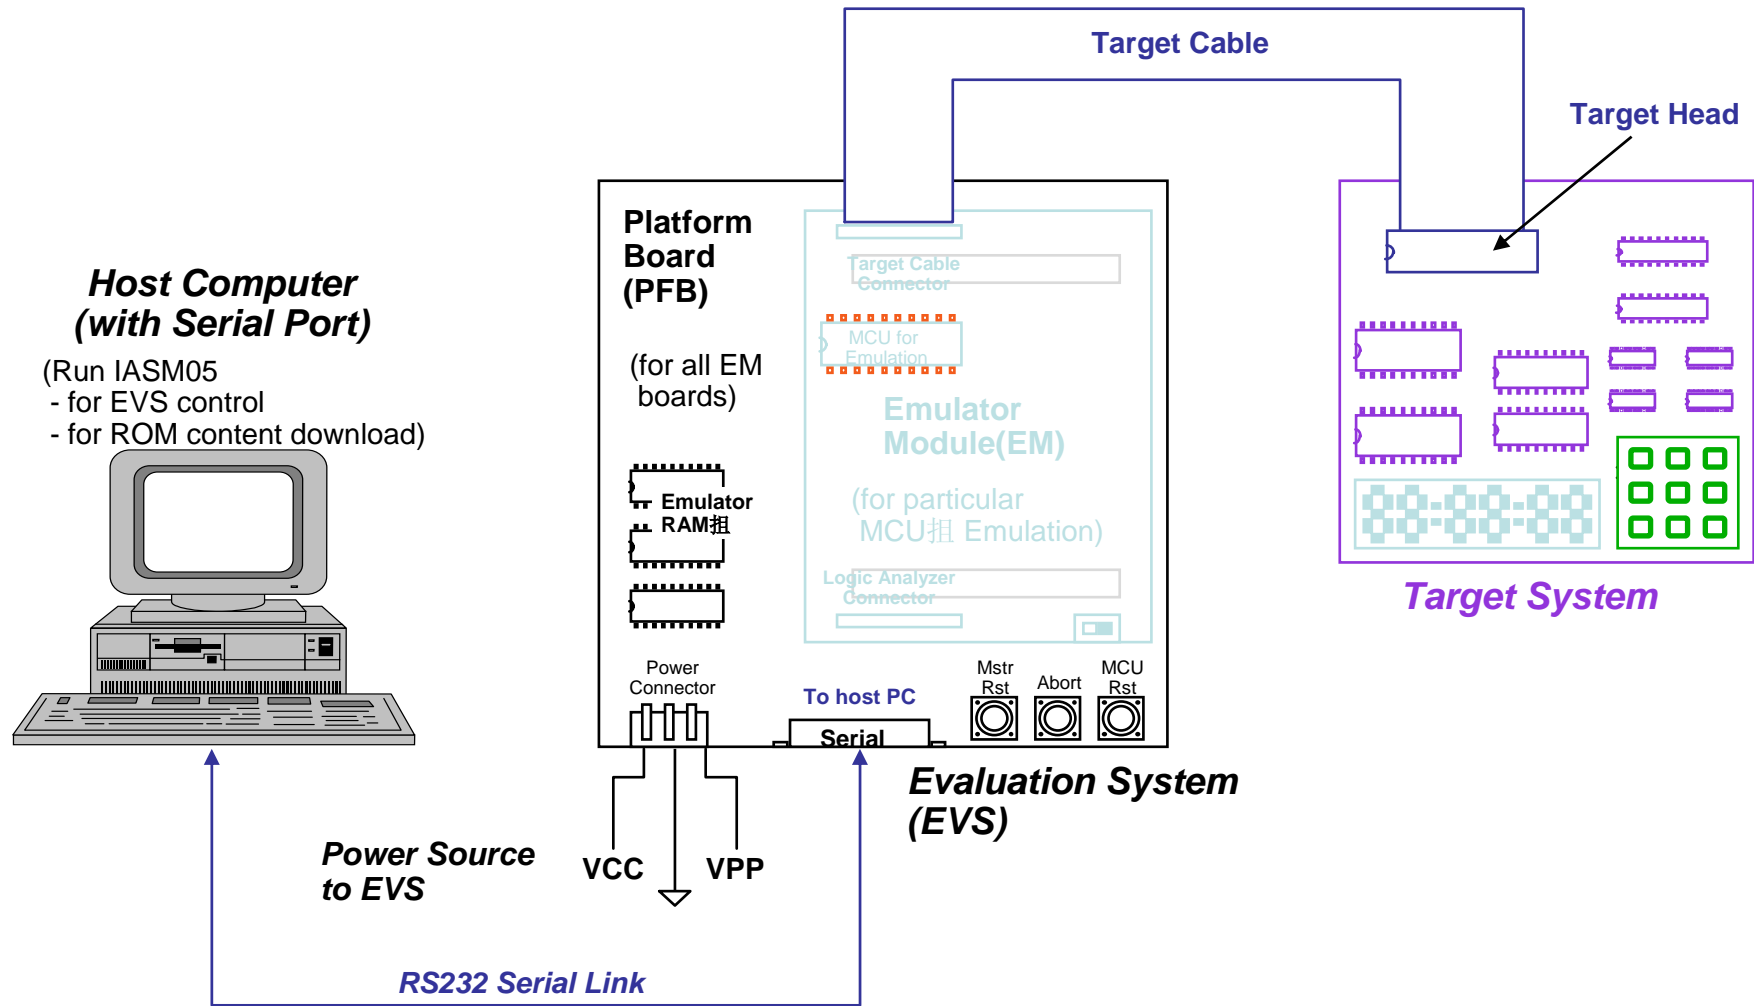 Target Cable
Target Head
Platform
Board
(PFB)
Target Cable
Connector
Host Computer
(with Serial Port)
(Run IASM05
- for EVS control
- for ROM content download)
MCU for
Emulation
(for all EM
boards)
Emulator
Module(EM)
Emulator
RAM扭
(for particular
MCU扭 Emulation)
Logic Analyzer
Connector
Target System
Power
Connector
To host PC
Mstr
Rst
Abort
MCU
Rst
Serial
Evaluation System
(EVS)
Power Source
to EVS
VCC
VPP
RS232 Serial Link